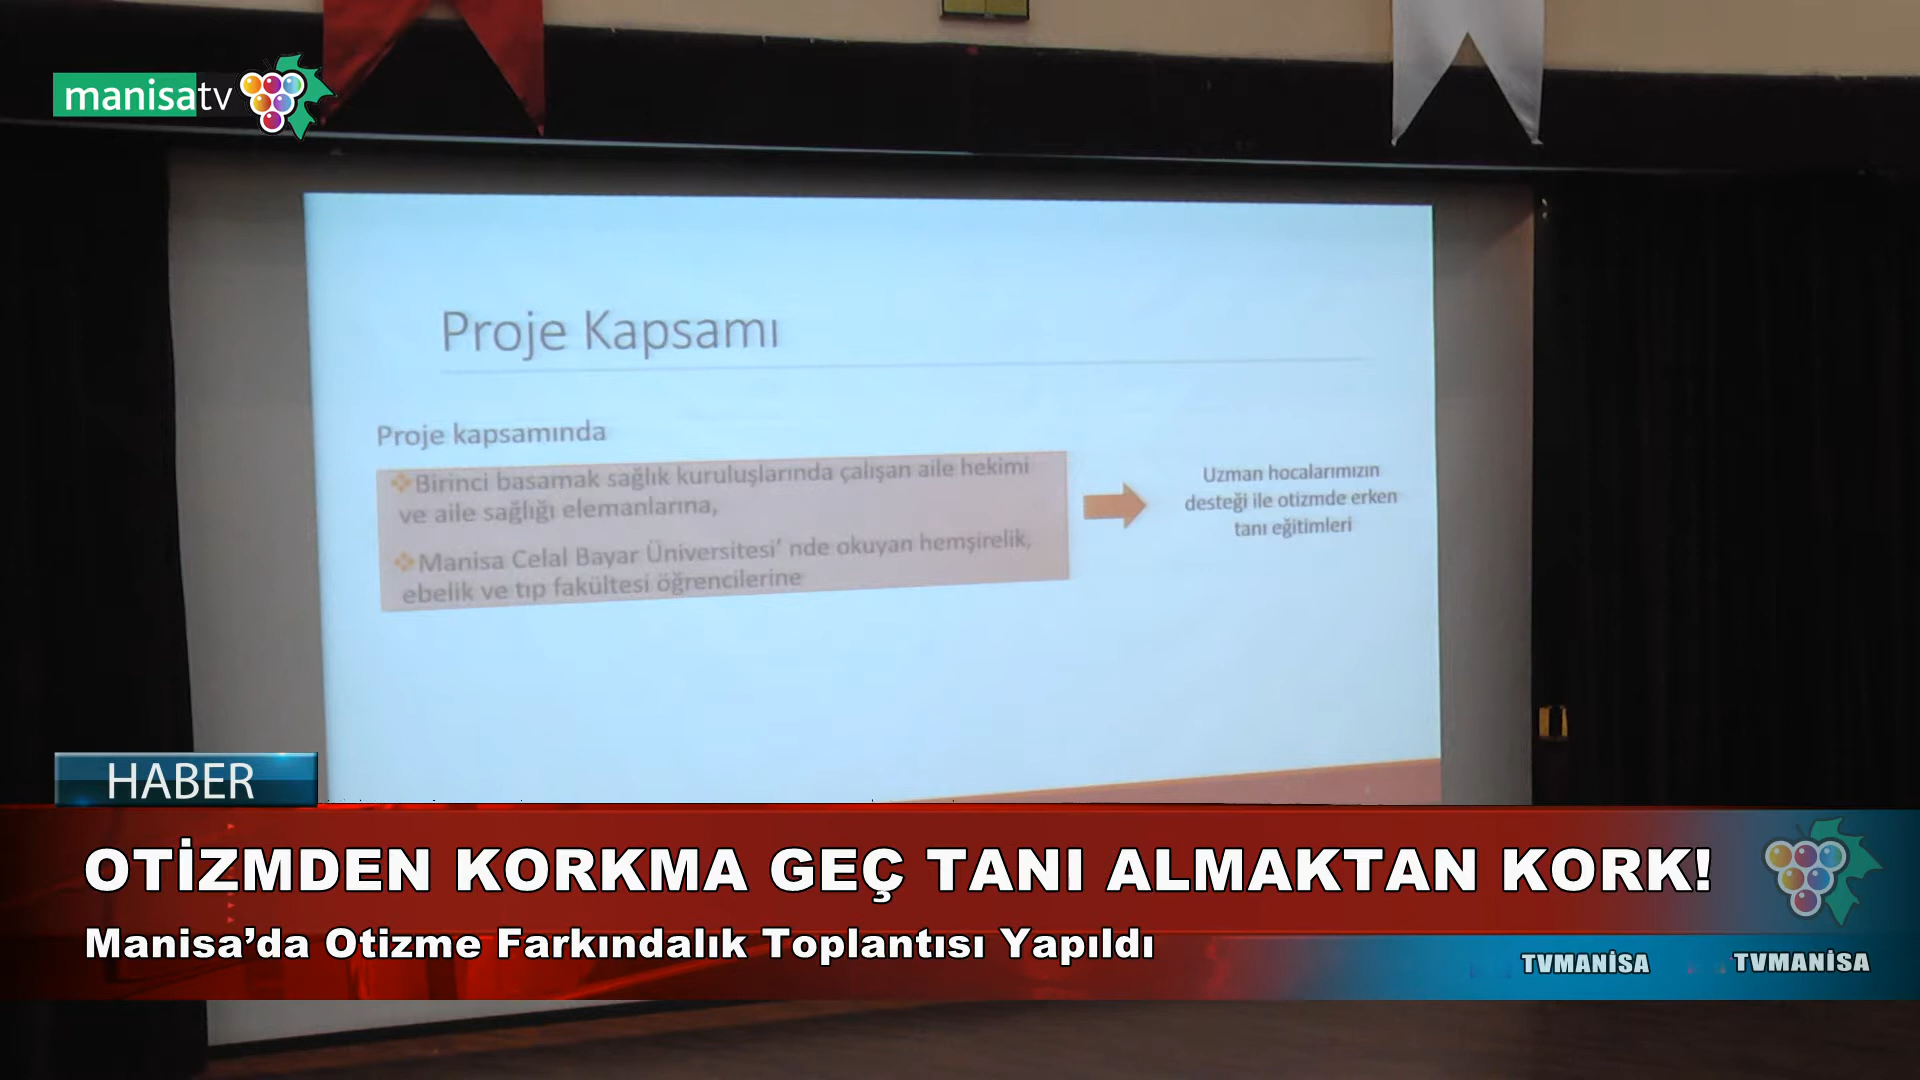 manisatv
Proje Kapsamı
Proje kapsamında
Birinci basamak sağlık kuruluşlarında çalışan aile hekimi
ve aile sağlığı elemanlarına,
Manisa Celal Bayar Üniversitesi’ nde okuyan hemşirelik,
ebelik ve tıp fakültesi öğrencilerine
Uzman hocalarımızın
desteği ile otizmde erken
tanı eğitimleri
HABER
OTİZMDEN KORKMA GEÇ TANI ALMAKTAN KORK!
Manisa’da Otizme Farkındalık Toplantısı Yapıldı
TVMANİSA
TVMANİSA